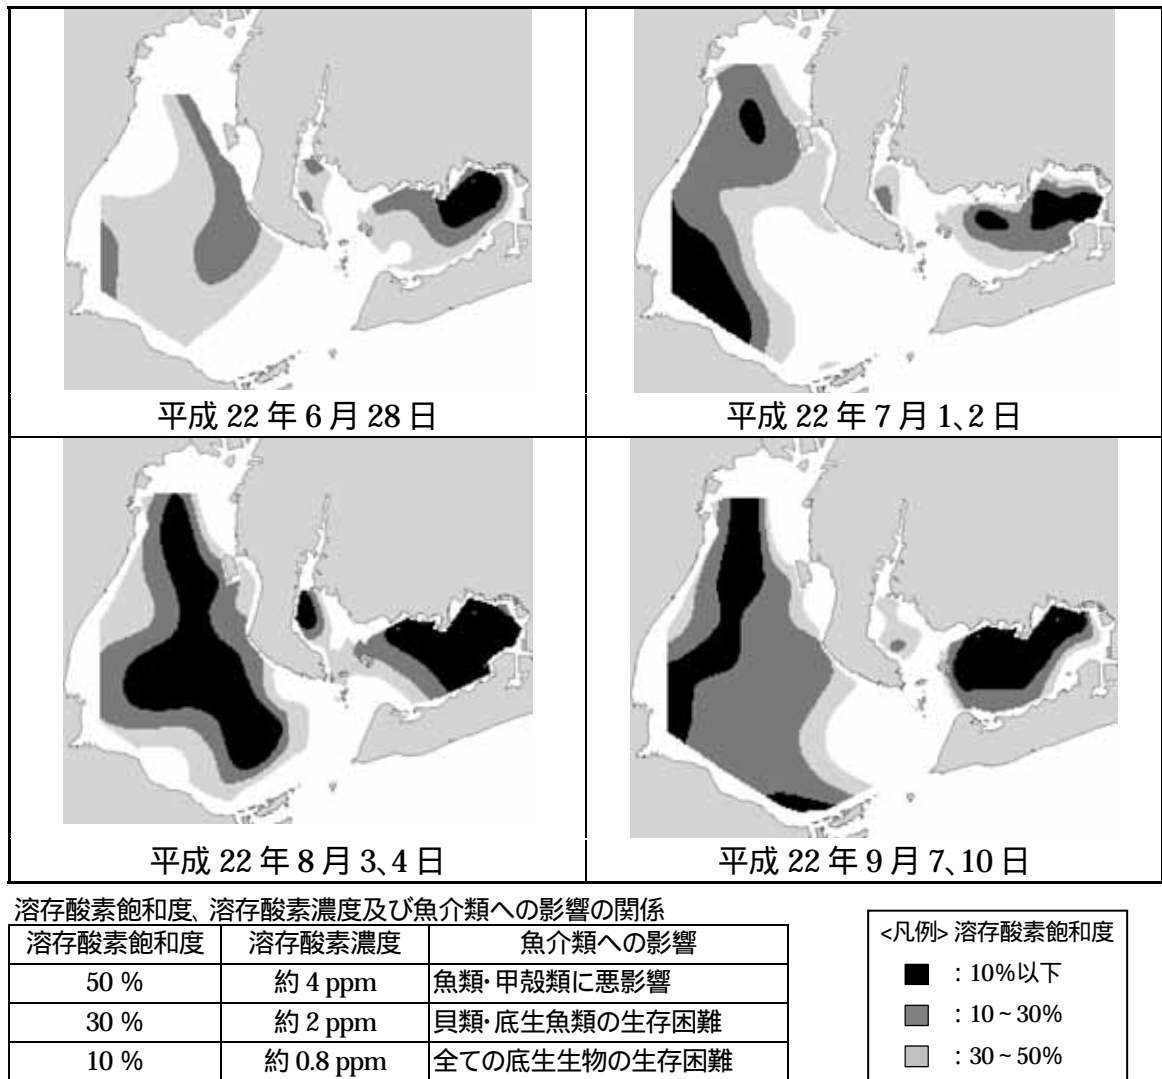 平成 22 年 6 月 28 日
平成 22 年 7 月 1、2 日
平成 22 年 8 月 3、4 日
平成 22 年 9 月 7、10 日
溶存酸素飽和度、溶存酸素濃度及び魚介類への影響の関係
溶存酸素飽和度 溶存酸素濃度 魚介類への影響
50 % 約 4 ppm 魚類・甲殻類に悪影響
30 % 約 2 ppm 貝類・底生魚類の生存困難
10 % 約 0.8 ppm 全ての底生生物の生存困難
<凡例> 溶存酸素飽和度
：10%以下
：10～30%
：30～50%